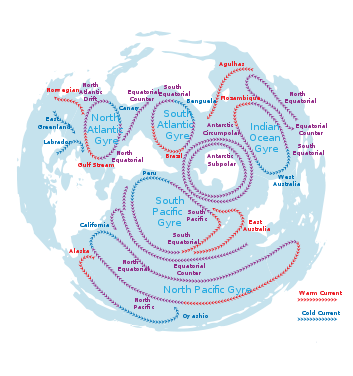 Agulhas
Norwegian
North
Atlantic
Drift
Equatorial
Counter
South
Equatorial
Mozambique
North
Equatorial
Canary
Benguala
East
Greenland
North
Atlantic
Gyre
South
Atlantic
Gyre
Antarctic
Circumpolar
Indian
Ocean
Gyre
Equatorial
Counter
Labrador
North
Equatorial
Brasil
Antarctic
Subpolar
South
Equatorial
Gulf Stream
Peru
West
Australia
South
Pacific
Gyre
South
Pacific
East
Australia
California
South
Equatorial
Alaska
North
Equatorial
Equatorial
Counter
North Pacific Gyre
North
Pacific
Oyashio
Warm Current
Cold Current